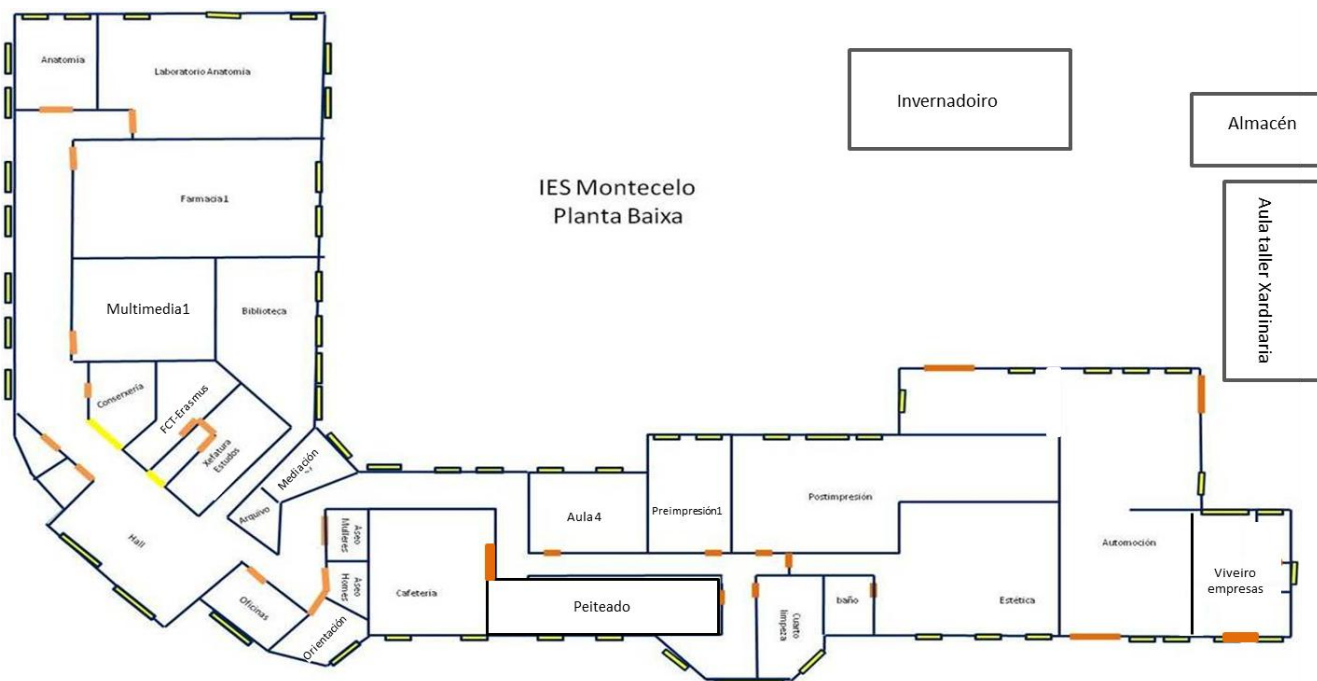 Anatomía
Laboratorio Anatomía
Invernadoiro
Almacén
IES Montecelo
Planta Baixa
Farmacia1
Aula taller Xardinaria
Multimedia1
Biblioteca
Conserxería
FCT-Erasmus
Xefatura
Estudos
Mediación
Arquivo
Hall
Aseo
Mulleres
Aseo
Homes
Oficinas
Orientación
Cafetería
Aula 4
Preimpresión1
Postimpresión
Peiteado
Cuarto
limpeza
baño
Estética
Automoción
Viveiro
empresas